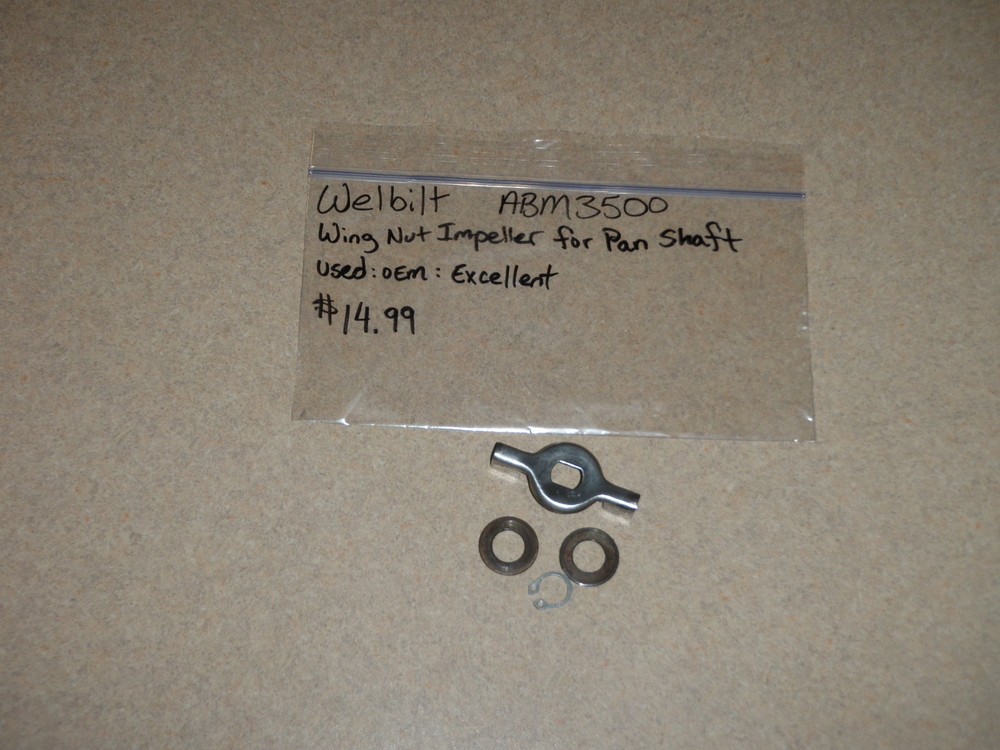 Welbilt ABM3500
Wing Nut Impeller for Pan Shaft
Used: OEM: Excellent
$14.99